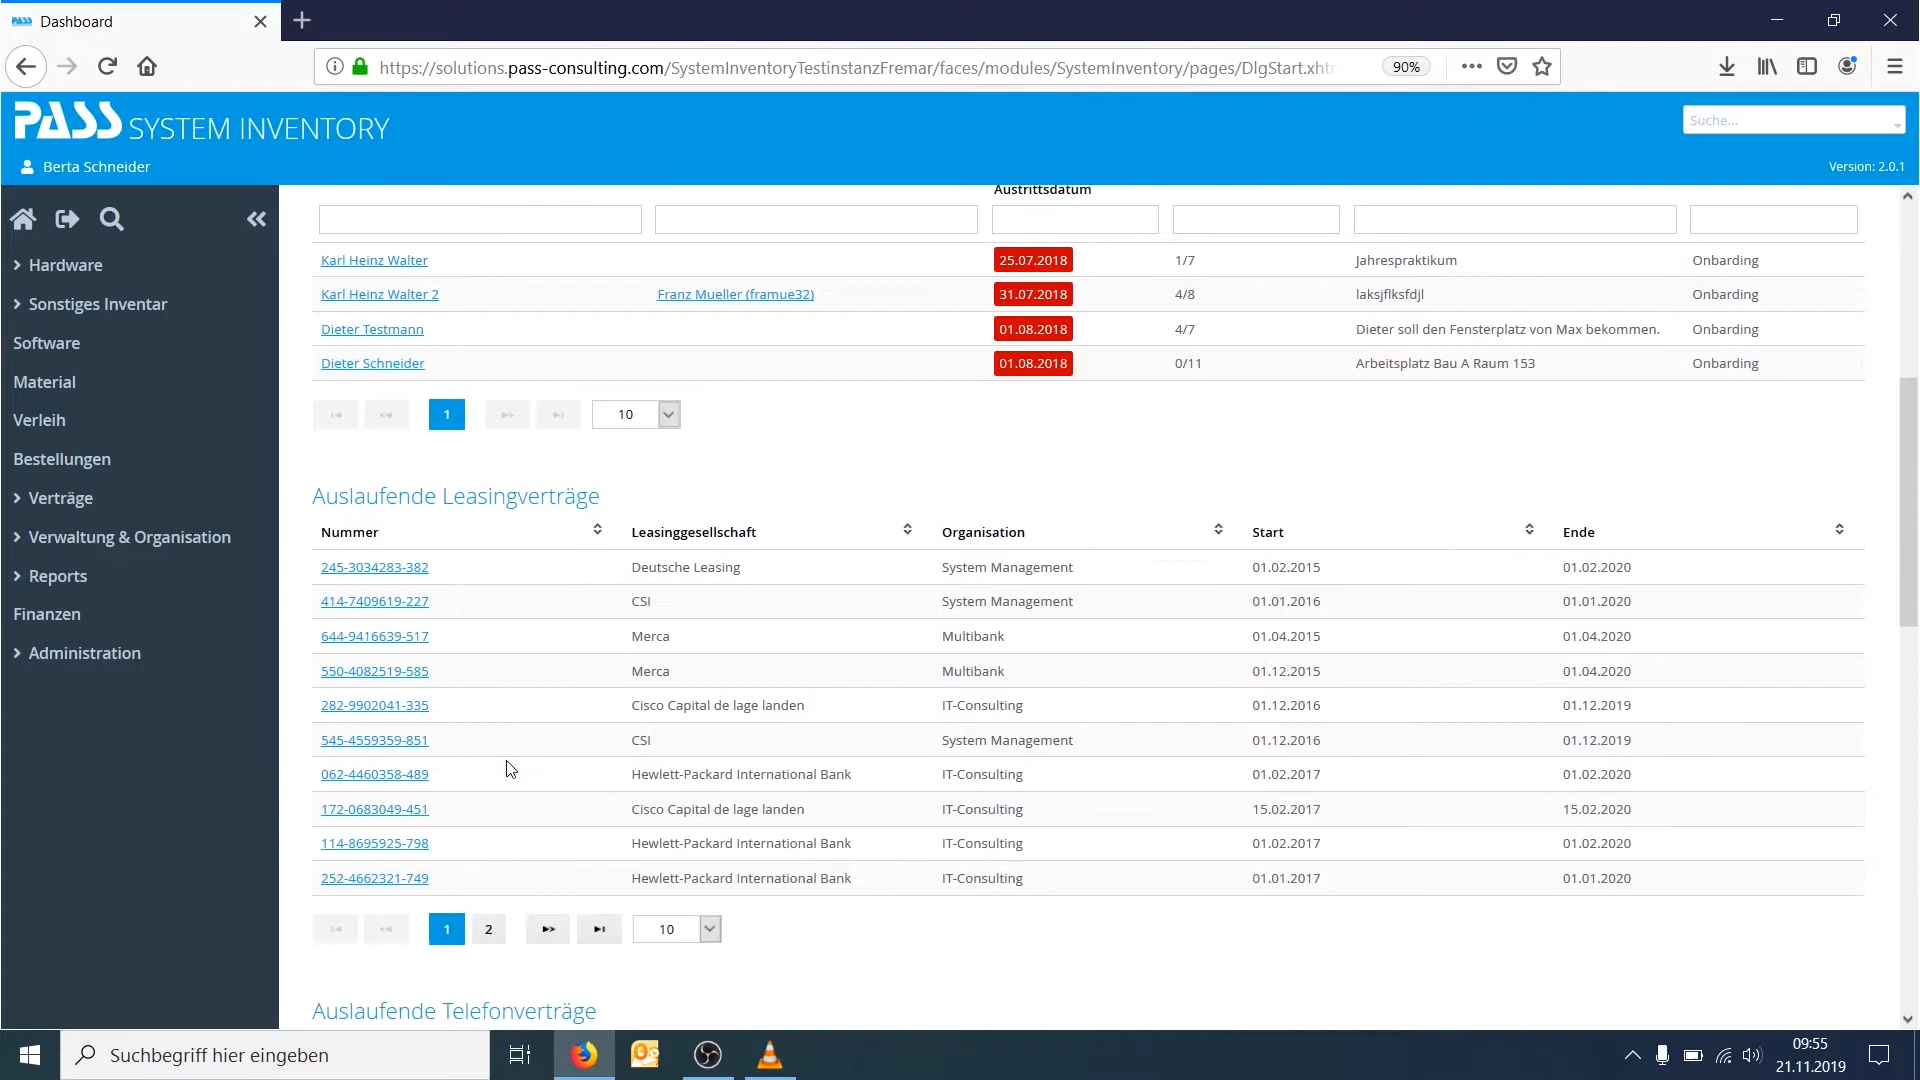 Dashboard
https://solutions.pass-consulting.com/SystemInventoryTestinstanzFremar/faces/modules/SystemInventory/pages/DlgStart.xht
90%
PASS SYSTEM INVENTORY
Suche...
Berta Schneider
Version: 2.0.1
Austrittsdatum
Hardware
Sonstiges Inventar
Software
Material
Verleih
Bestellungen
Verträge
Verwaltung & Organisation
Reports
Finanzen
Administration
Karl Heinz Walter 25.07.2018 1/7 Jahrespraktikum Onbarding
Karl Heinz Walter 2 Franz Mueller (framue32) 31.07.2018 4/8 laksjflksfdjl Onbarding
Dieter Testmann 01.08.2018 4/7 Dieter soll den Fensterplatz von Max bekommen. Onbarding
Dieter Schneider 01.08.2018 0/11 Arbeitsplatz Bau A Raum 153 Onbarding
1 10
Auslaufende Leasingverträge
Nummer Leasinggesellschaft Organisation Start Ende
245-3034283-382 Deutsche Leasing System Management 01.02.2015 01.02.2020
414-7409619-227 CSI System Management 01.01.2016 01.01.2020
644-9416639-517 Merca Multibank 01.04.2015 01.04.2020
550-4082519-585 Merca Multibank 01.12.2015 01.04.2020
282-9902041-335 Cisco Capital de lage landen IT-Consulting 01.12.2016 01.12.2019
545-4559359-851 CSI System Management 01.12.2016 01.12.2019
062-4460358-489 Hewlett-Packard International Bank IT-Consulting 01.02.2017 01.02.2020
172-0683049-451 Cisco Capital de lage landen IT-Consulting 15.02.2017 15.02.2020
114-8695925-798 Hewlett-Packard International Bank IT-Consulting 01.02.2017 01.02.2020
252-4662321-749 Hewlett-Packard International Bank IT-Consulting 01.01.2017 01.01.2020
1 2 10
Auslaufende Telefonverträge
Suchbegriff hier eingeben
09:55
21.11.2019